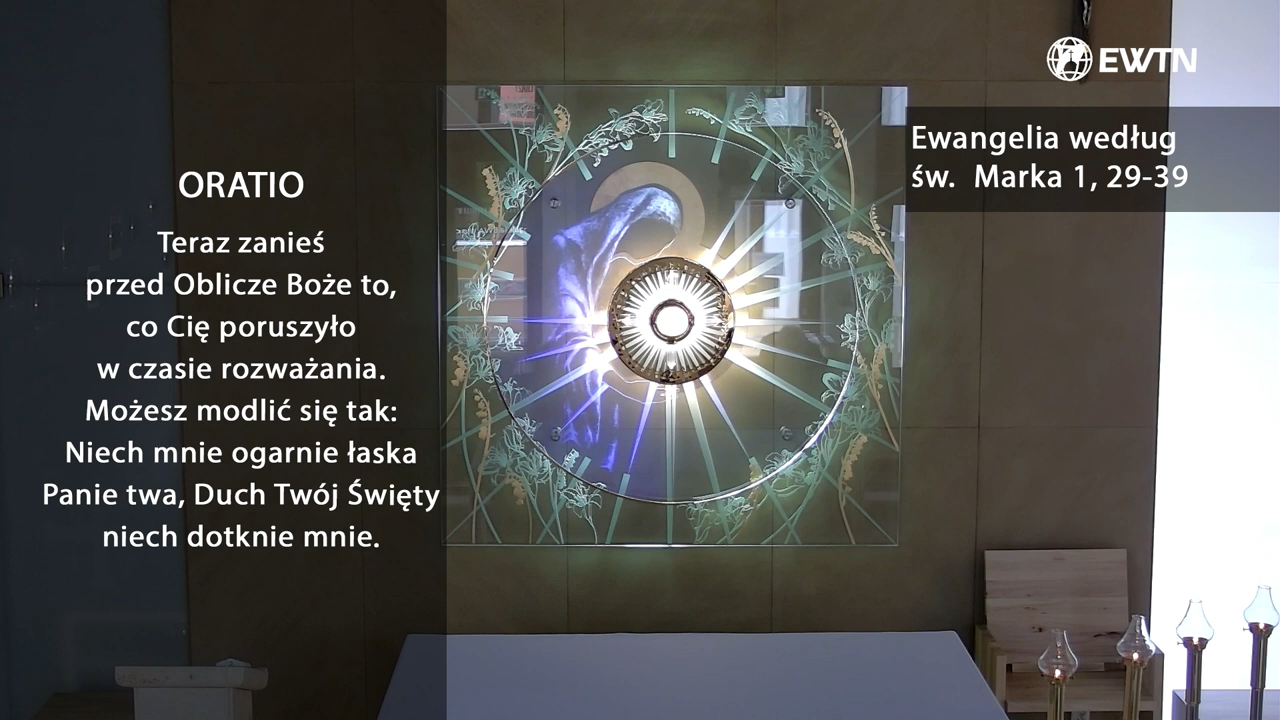 EWTN
Ewangelia według
św. Marka 1, 29-39
ORATIO
Teraz zanieś
przed Oblicze Boże to,
co Cię poruszyło
w czasie rozważania.
Możesz modlić się tak:
Niech mnie ogarnie łaska
Panie twa, Duch Twój Święty
niech dotknie mnie.